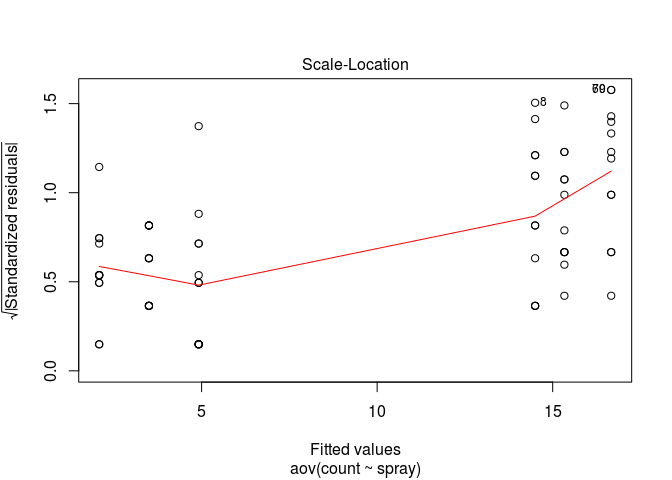 Scale-Location
√|Standardized residuals|
1.5
1.0
0.5
0.0
8
5
10
15
Fitted values
aov(count ~ spray)